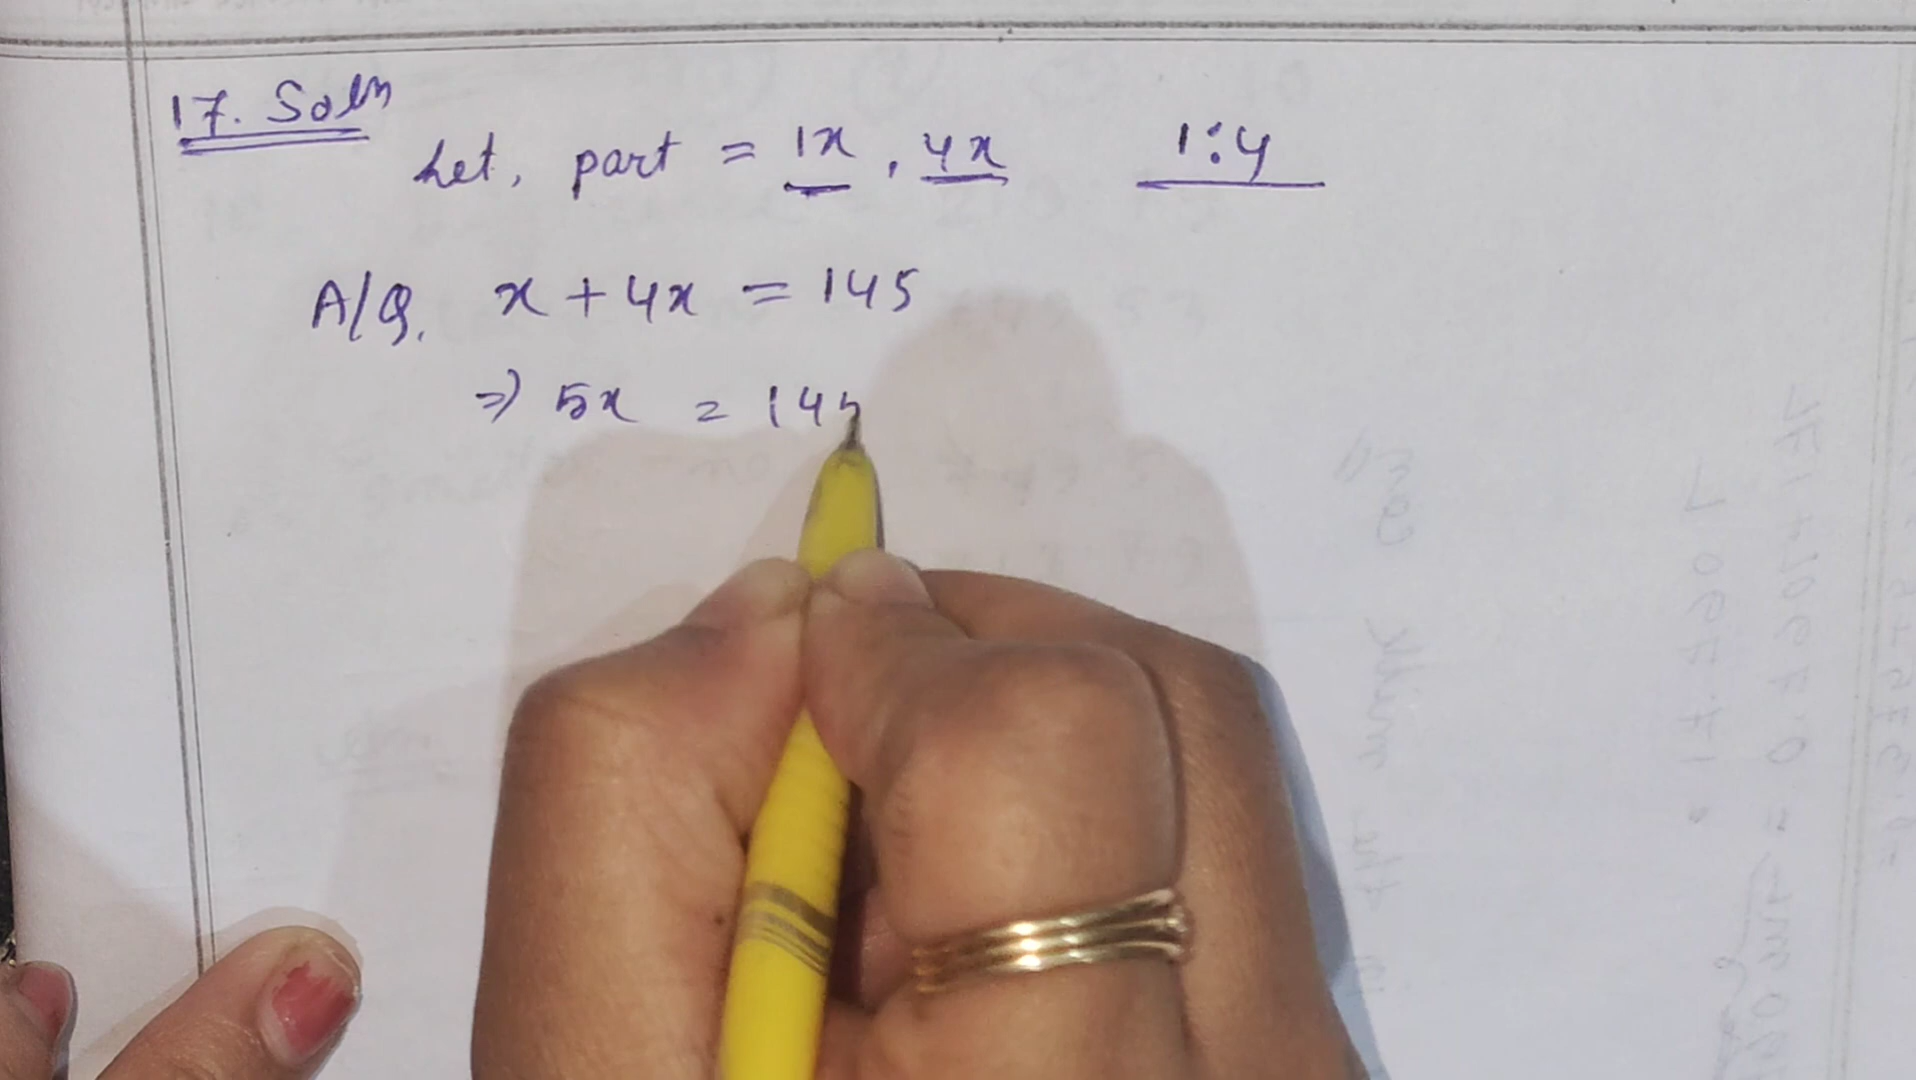 17. Soln
Let, part = 1x, 4x 1:4
A/Q. x + 4x = 145
⇒ 5x = 145